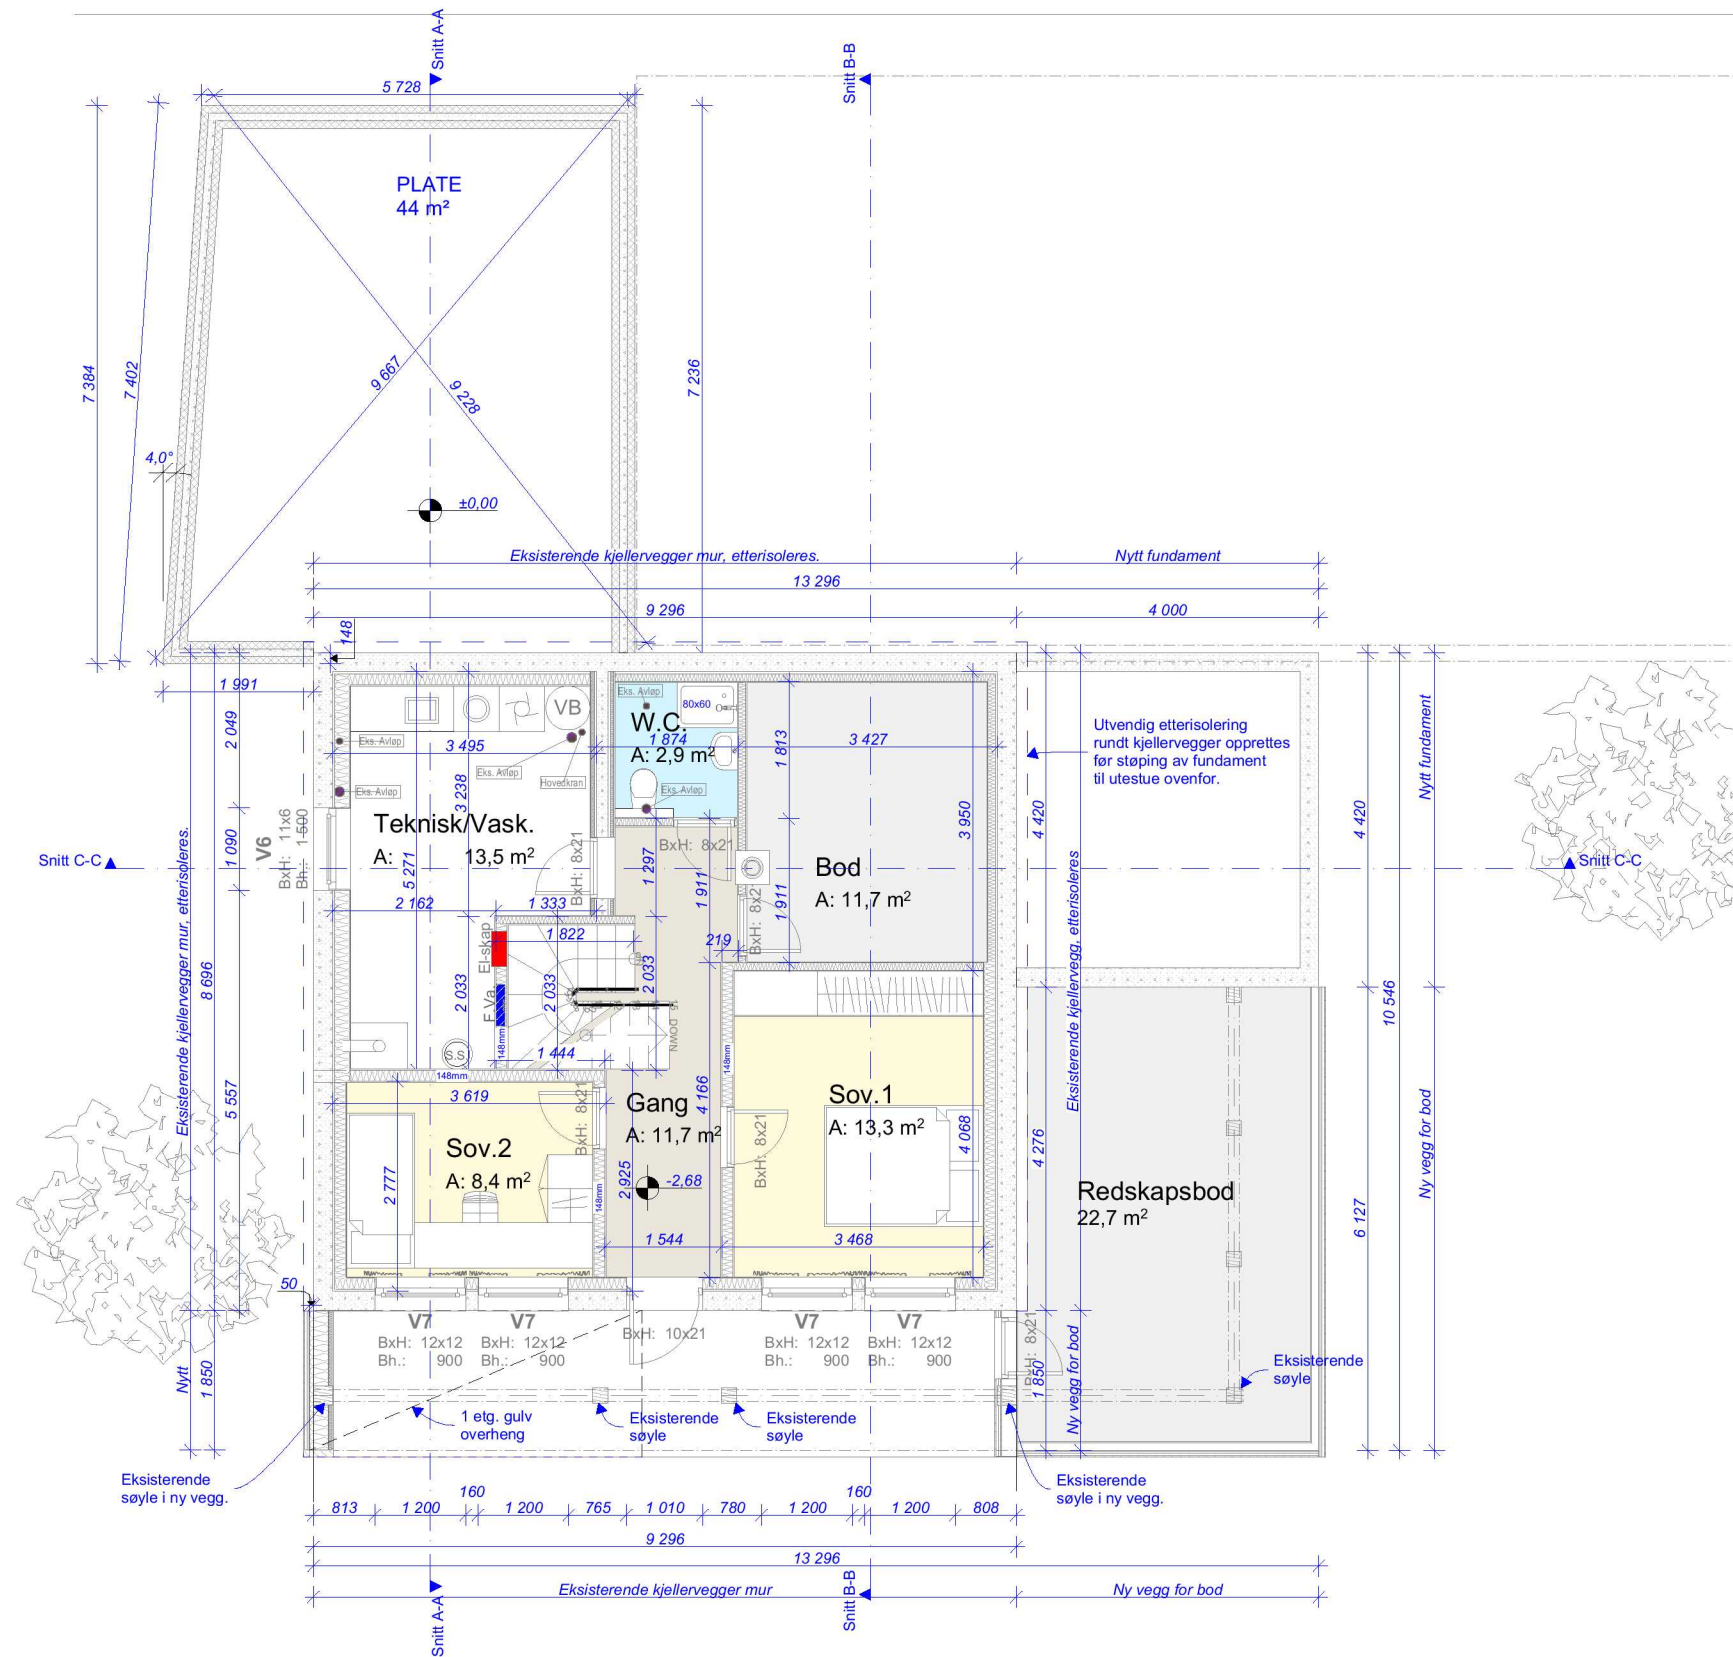 Snitt A-A
Snitt B-B
5 728
PLATE
44 m²
7 384
7 402
9 667
9 228
7 236
4,0°
±0,00
Eksisterende kjellervegger mur, etterisoleres.
Nytt fundament
13 296
9 296
4 000
148
1 991
2 049
1 090
5 557
8 696
Eksisterende kjellervegger mur, etterisoleres.
Nytt
1 850
50
V6
BxH: 11x6
Bh.: 1 500
Snitt C-C
Snitt C-C
VB
Eks. Avløp
Eks. Avløp
Eks. Avløp
Hovedkran
3 495
3 238
5 271
Teknisk/Vask.
A: 13,5 m²
BxH: 8x21
2 162
1 333
Eks. Avløp
80x60
W.C.
1 874
A: 2,9 m²
Eks. Avløp
BxH: 8x21
1 297
1 911
1 813
3 427
3 950
Bod
A: 11,7 m²
1 911
BxH: 8x21
219
El-skap
F.Va
1 822
2 033
2 033
2 033
148mm
1 444
DOWN
S.S.
148mm
148mm
3 619
BxH: 8x21
Sov.2
A: 8,4 m²
2 777
148mm
Gang
A: 11,7 m²
4 166
2 925
-2,68
1 544
Sov.1
A: 13,3 m²
BxH: 8x21
4 068
3 468
Utvendig etterisolering
rundt kjellervegger opprettes
før støping av fundament
til utestue ovenfor.
4 420
Eksisterende kjellervegg, etterisoleres
4 276
1 850
Ny vegg for bod
4 420
6 127
10 546
Nytt fundament
Ny vegg for bod
Redskapsbod
22,7 m²
BxH: 8x21
V7
BxH: 12x12
Bh.: 900
V7
BxH: 12x12
Bh.: 900
BxH: 10x21
V7
BxH: 12x12
Bh.: 900
V7
BxH: 12x12
Bh.: 900
Eksisterende
søyle
1 etg. gulv
overheng
Eksisterende
søyle
Eksisterende
søyle
Eksisterende
søyle i ny vegg.
Eksisterende
søyle i ny vegg.
160
160
813
1 200
1 200
765
1 010
780
1 200
1 200
808
9 296
13 296
Eksisterende kjellervegger mur
Ny vegg for bod
Snitt A-A
Snitt B-B